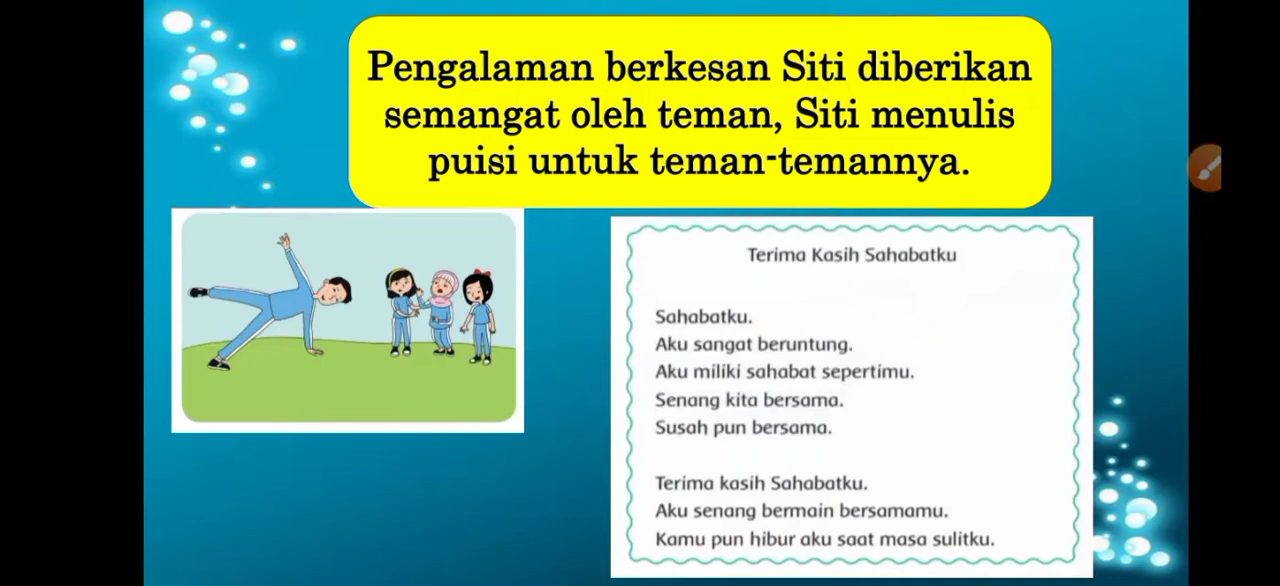 Pengalaman berkesan Siti diberikan
semangat oleh teman, Siti menulis
puisi untuk teman-temannya.
Terima Kasih Sahabatku
Sahabatku.
Aku sangat beruntung.
Aku miliki sahabat sepertimu.
Senang kita bersama.
Susah pun bersama.
Terima kasih Sahabatku.
Aku senang bermain bersamamu.
Kamu pun hibur aku saat masa sulitku.